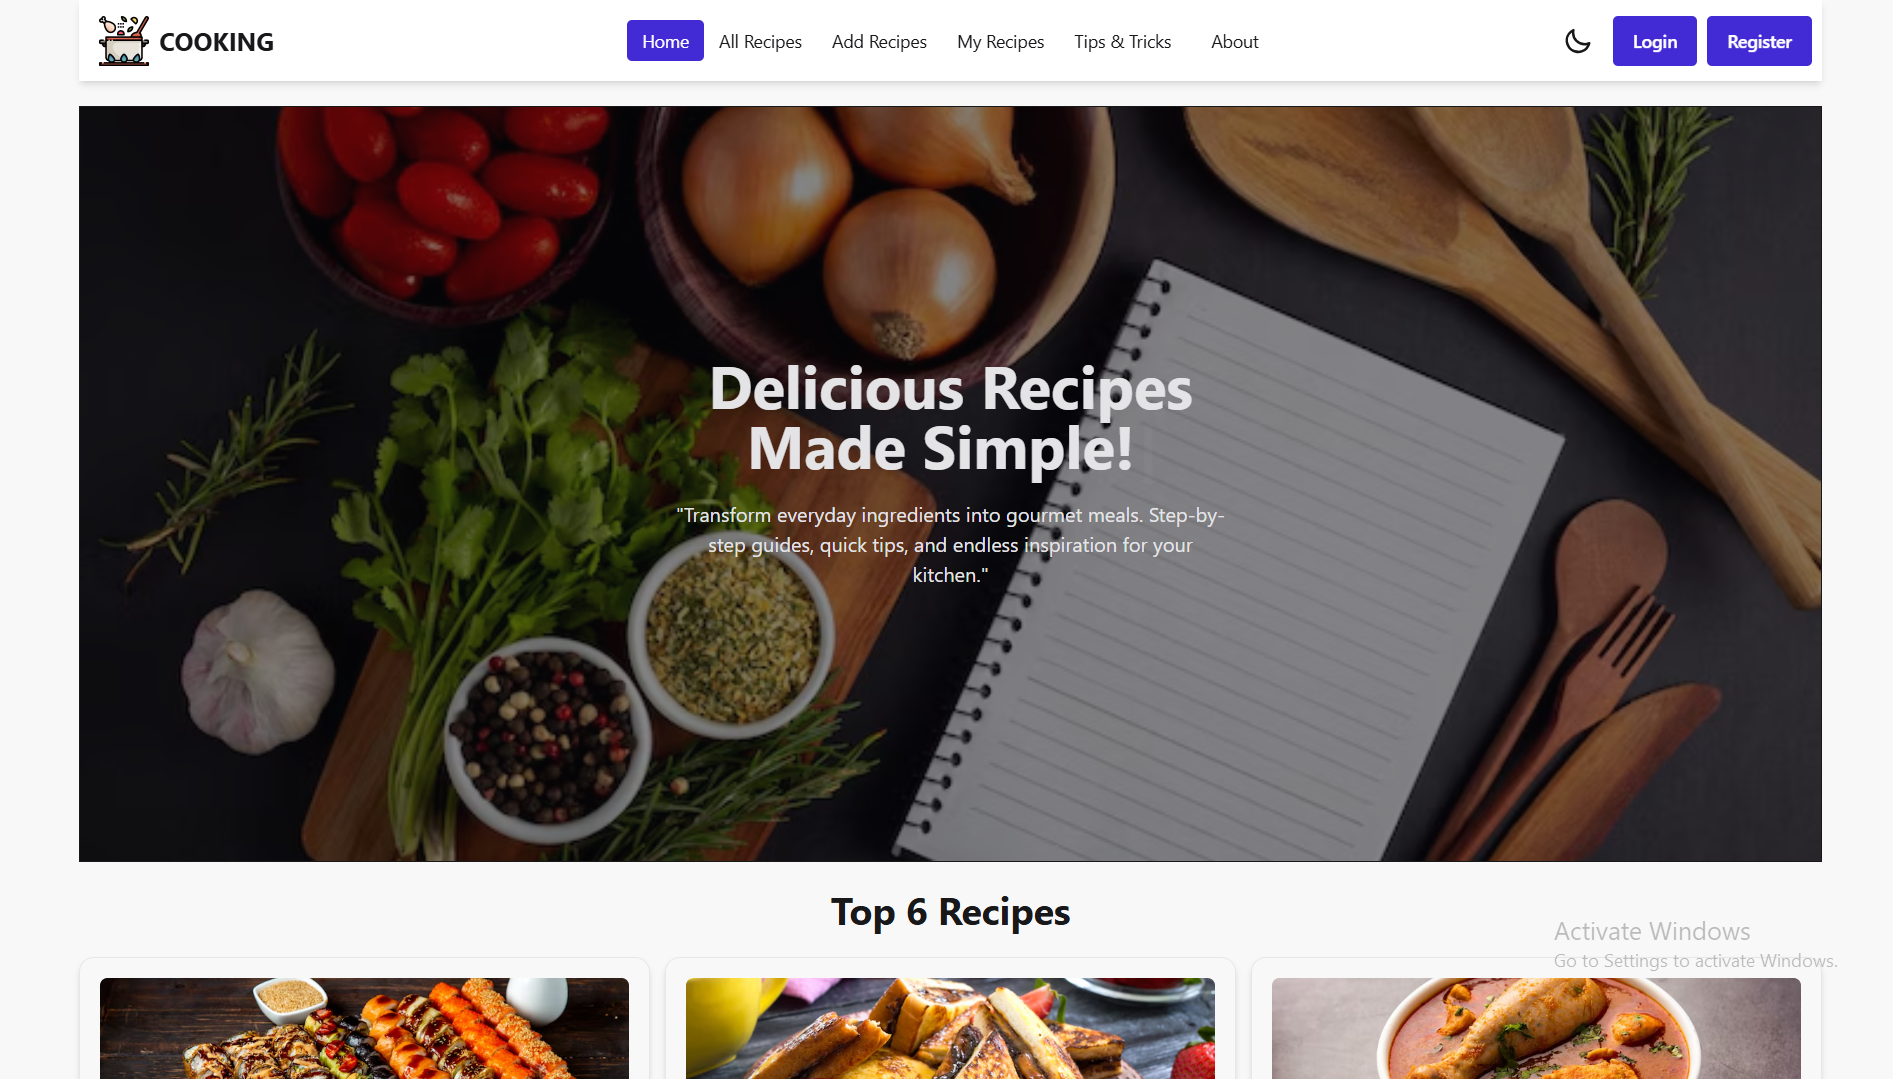 COOKING
Home
All Recipes
Add Recipes
My Recipes
Tips & Tricks
About
Login
Register
Delicious Recipes
Made Simple!
"Transform everyday ingredients into gourmet meals. Step-by-
step guides, quick tips, and endless inspiration for your
kitchen."
Top 6 Recipes
Activate Windows
Go to Settings to activate Windows.